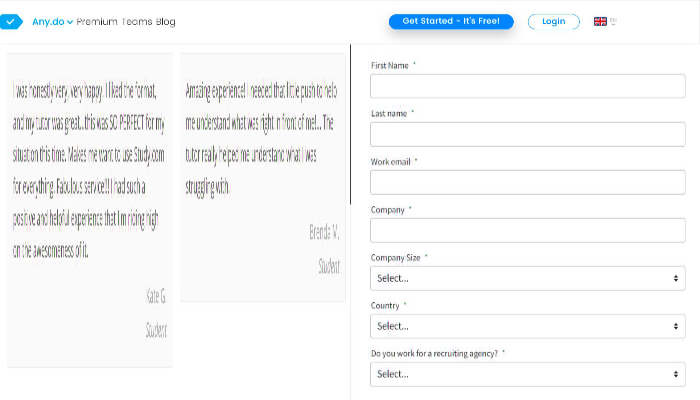 Any.do Premium Teams Blog Get Started - It's Free! Login EN
I was honestly very, very happy. I liked the format,
and my tutor was great...this was SO PERFECT for my
situation this time. Makes me want to use Study.com
for everything. Fabulous service!!! I had such a
positive and helpful experience that I'm riding high
on the awesomeness of it.
Kate G.
Student
Amazing experience! I needed that little push to help
me understand what was right in front of me!... The
tutor really helped me understand what I was
struggling with.
Brenda M.
Student
First Name *
Last name *
Work email *
Company *
Company Size *
Select...
Country *
Select...
Do you work for a recruiting agency? *
Select...